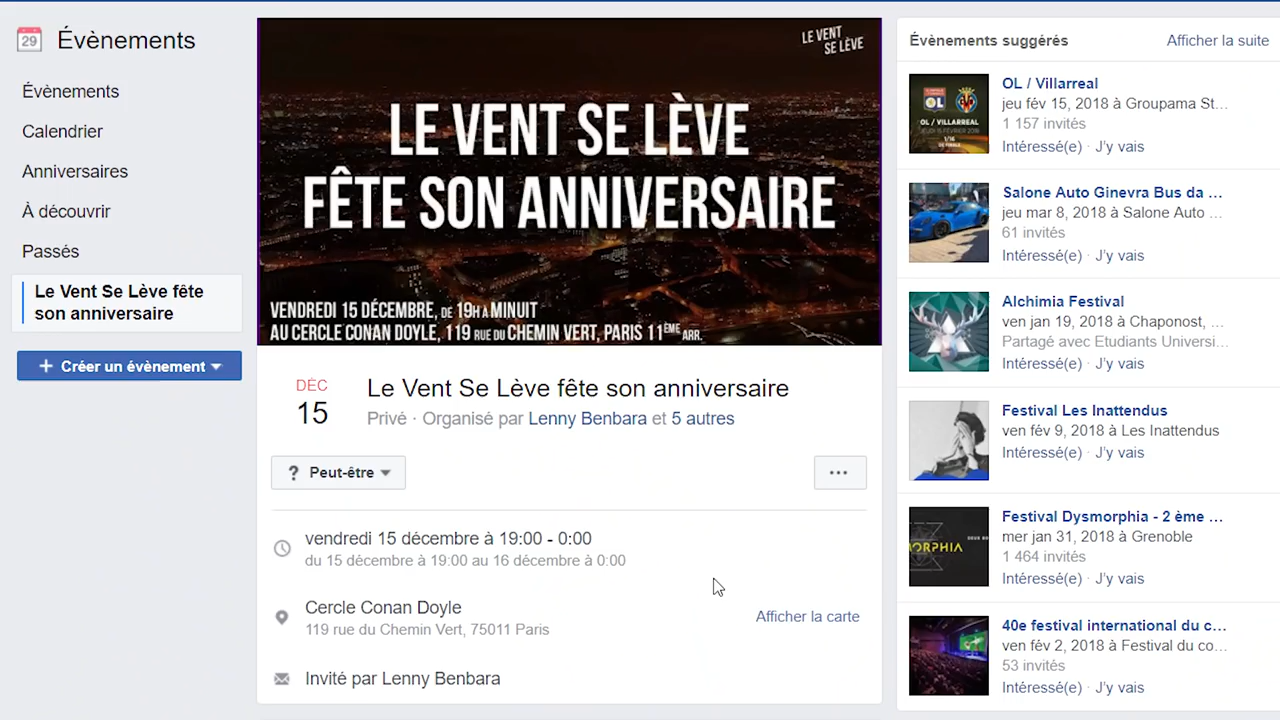 29 Évènements
Évènements
Calendrier
Anniversaires
À découvrir
Passés
Le Vent Se Lève fête
son anniversaire
+ Créer un évènement
LE VENT
SE LÈVE
LE VENT SE LÈVE
FÊTE SON ANNIVERSAIRE
VENDREDI 15 DÉCEMBRE, DE 19H A MINUIT
AU CERCLE CONAN DOYLE, 119 RUE DU CHEMIN VERT, PARIS 11ÈME ARR.
DÉC
15
Le Vent Se Lève fête son anniversaire
Privé · Organisé par Lenny Benbara et 5 autres
? Peut-être
...
vendredi 15 décembre à 19:00 - 0:00
du 15 décembre à 19:00 au 16 décembre à 0:00
Cercle Conan Doyle
119 rue du Chemin Vert, 75011 Paris
Afficher la carte
Invité par Lenny Benbara
Évènements suggérés
Afficher la suite
OL / VILLARREAL
OL / Villarreal
jeu fév 15, 2018 à Groupama St...
1 157 invités
Intéressé(e) · J'y vais
Salone Auto Ginevra Bus da ...
jeu mar 8, 2018 à Salone Auto ...
61 invités
Intéressé(e) · J'y vais
Alchimia Festival
ven jan 19, 2018 à Chaponost, ...
Partagé avec Etudiants Universi...
Intéressé(e) · J'y vais
Festival Les Inattendus
ven fév 9, 2018 à Les Inattendus
Intéressé(e) · J'y vais
MORPHIA
Festival Dysmorphia - 2 ème ...
mer jan 31, 2018 à Grenoble
1 464 invités
Intéressé(e) · J'y vais
40e festival international du c...
ven fév 2, 2018 à Festival du co...
53 invités
Intéressé(e) · J'y vais